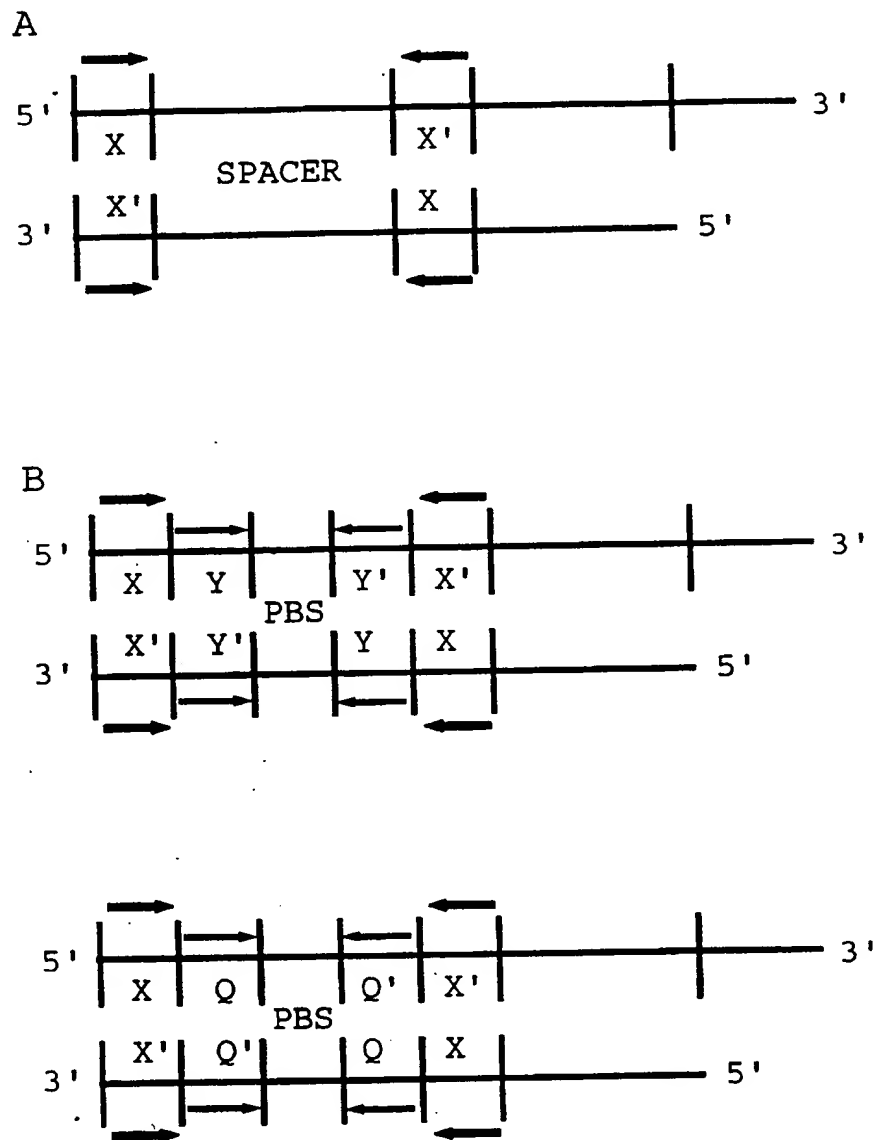 A
5' 3'
X X'
SPACER
X' X
3' 5'
B
5' 3'
X Y Y' X'
PBS
X' Y' Y X
3' 5'
5' 3'
X Q Q' X'
PBS
X' Q' Q X
3' 5'